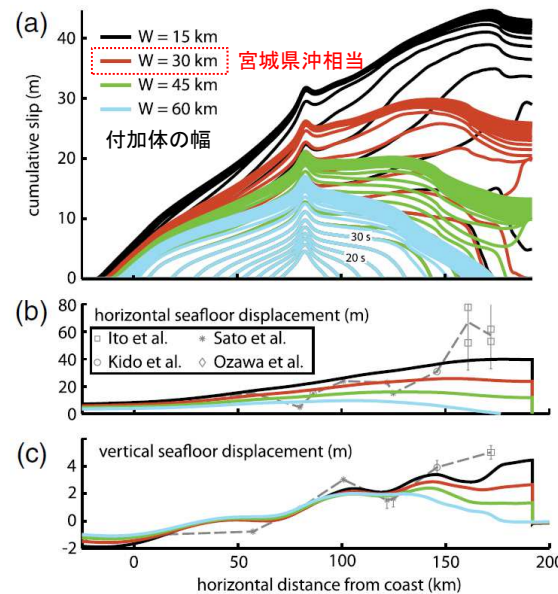 (a)
40
30
20
10
0
cumulative slip (m)
W = 15 km
W = 30 km 宮城県沖相当
W = 45 km
W = 60 km
付加体の幅
30 s
20 s
(b)
80
60
40
20
0
horizontal seafloor displacement (m)
Ito et al. Sato et al.
Kido et al. Ozawa et al.
(c)
vertical seafloor displacement (m)
4
2
0
-2
0 50 100 150 200
horizontal distance from coast (km)